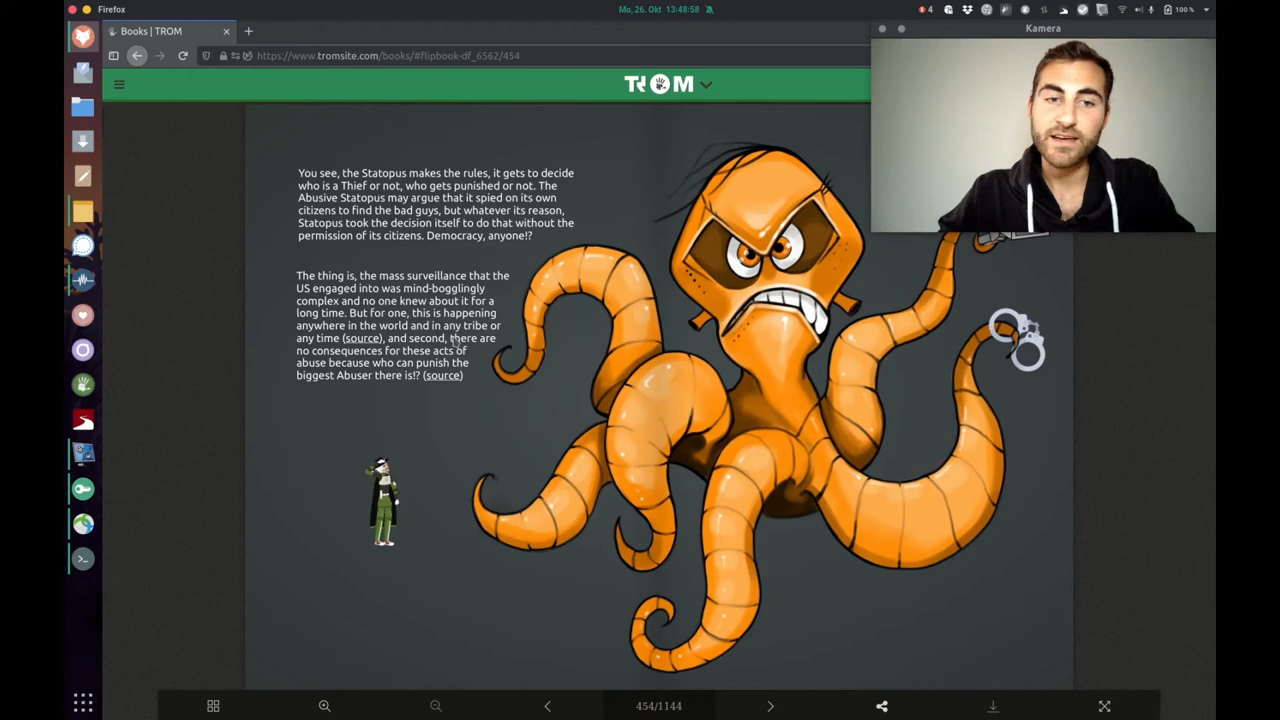 Firefox
Mo, 26. Okt 13:48:58
4
100 %
Kamera
Books | TROM
https://www.tromsite.com/books/#flipbook-df_6562/454
TROM
You see, the Statopus makes the rules, it gets to decide
who is a Thief or not, who gets punished or not. The
Abusive Statopus may argue that it spied on its own
citizens to find the bad guys, but whatever its reason,
Statopus took the decision itself to do that without the
permission of its citizens. Democracy, anyone!?
The thing is, the mass surveillance that the
US engaged into was mind-bogglingly
complex and no one knew about it for a
long time. But for one, this is happening
anywhere in the world and in any tribe or
any time (source), and second, there are
no consequences for these acts of
abuse because who can punish the
biggest Abuser there is!? (source)
454/1144